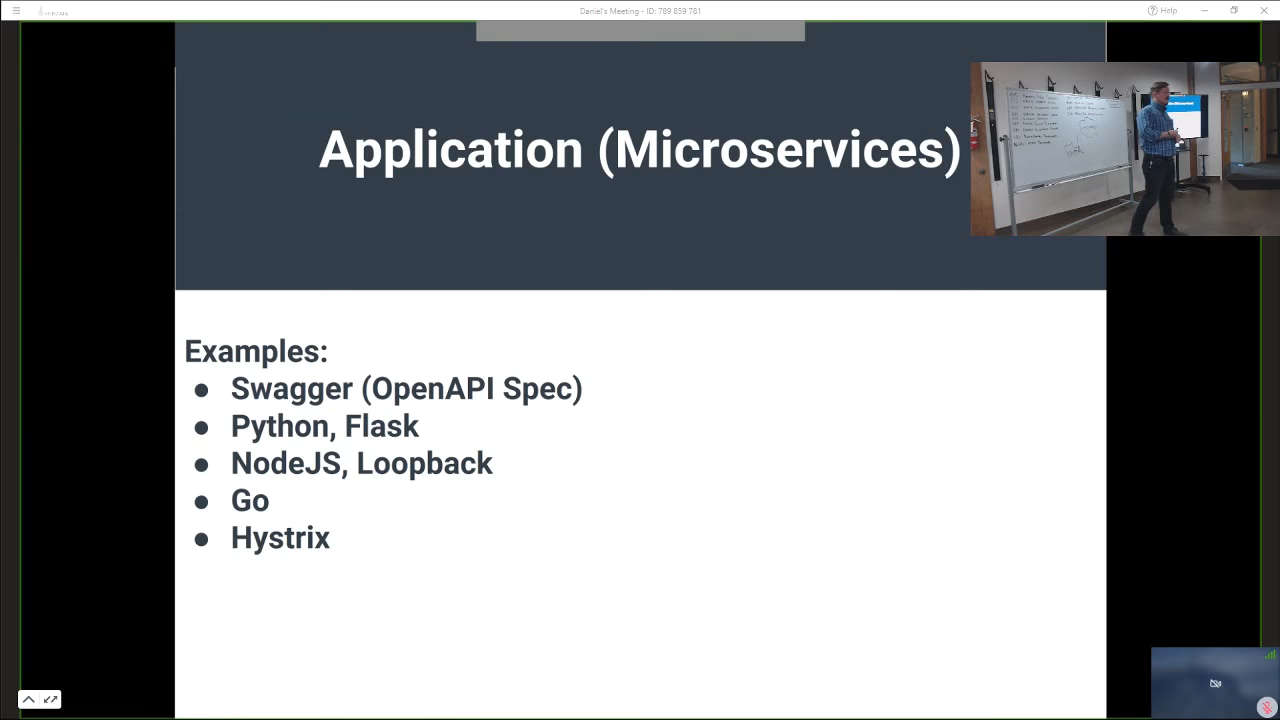 Daniel's Meeting - ID: 789 859 781
Help
Application (Microservices)
Examples:
● Swagger (OpenAPI Spec)
● Python, Flask
● NodeJS, Loopback
● Go
● Hystrix